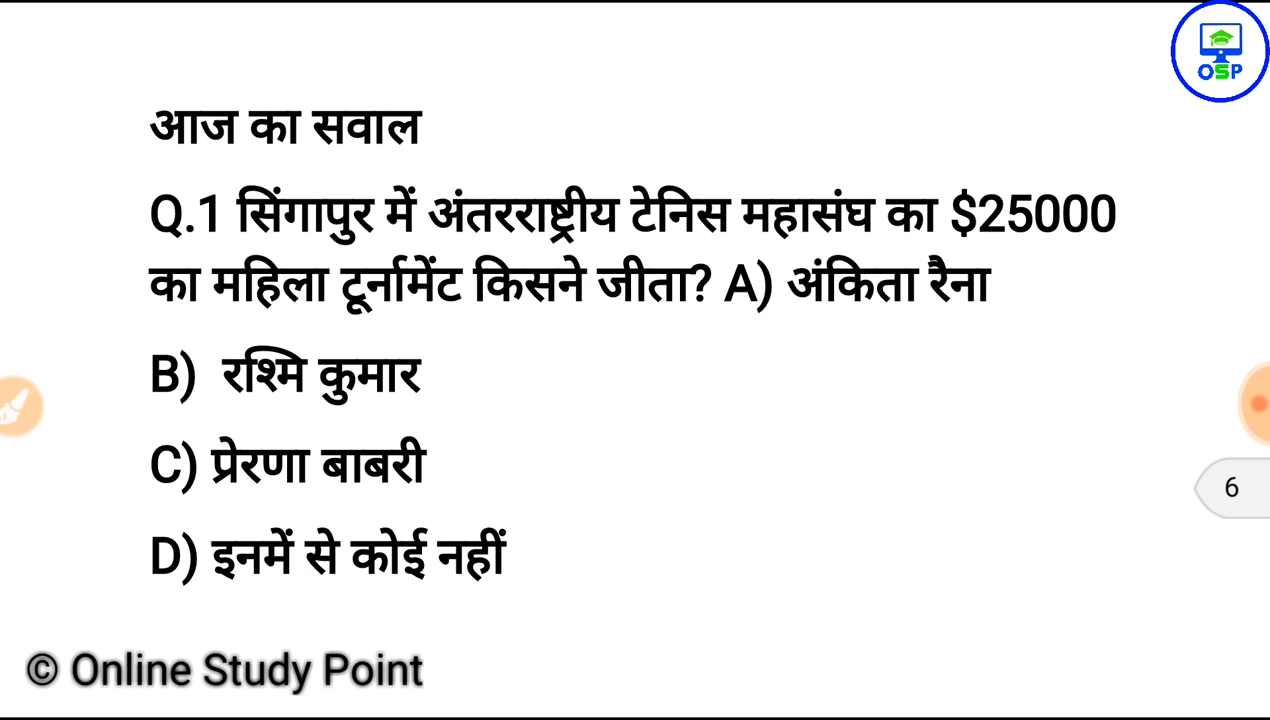 OSP
आज का सवाल
Q.1 सिंगापुर में अंतरराष्ट्रीय टेनिस महासंघ का $25000
का महिला टूर्नामेंट किसने जीता? A) अंकिता रैना
B) रश्मि कुमार
C) प्रेरणा बाबरी
D) इनमें से कोई नहीं
6
© Online Study Point